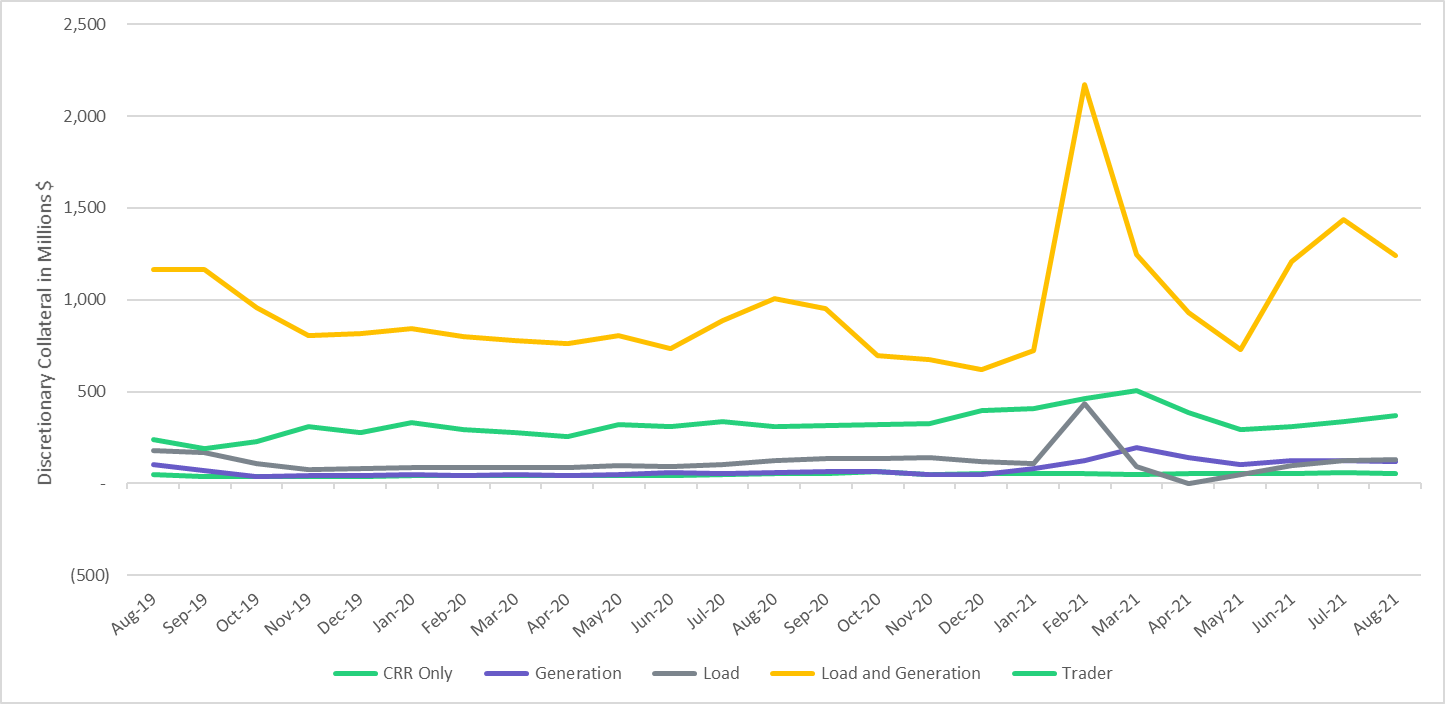 Discretionary Collateral in Millions $
2,500
2,000
1,500
1,000
500
-
(500)
Aug-19 Sep-19 Oct-19 Nov-19 Dec-19 Jan-20 Feb-20 Mar-20 Apr-20 May-20 Jun-20 Jul-20 Aug-20 Sep-20 Oct-20 Nov-20 Dec-20 Jan-21 Feb-21 Mar-21 Apr-21 May-21 Jun-21 Jul-21 Aug-21
CRR Only Generation Load Load and Generation Trader